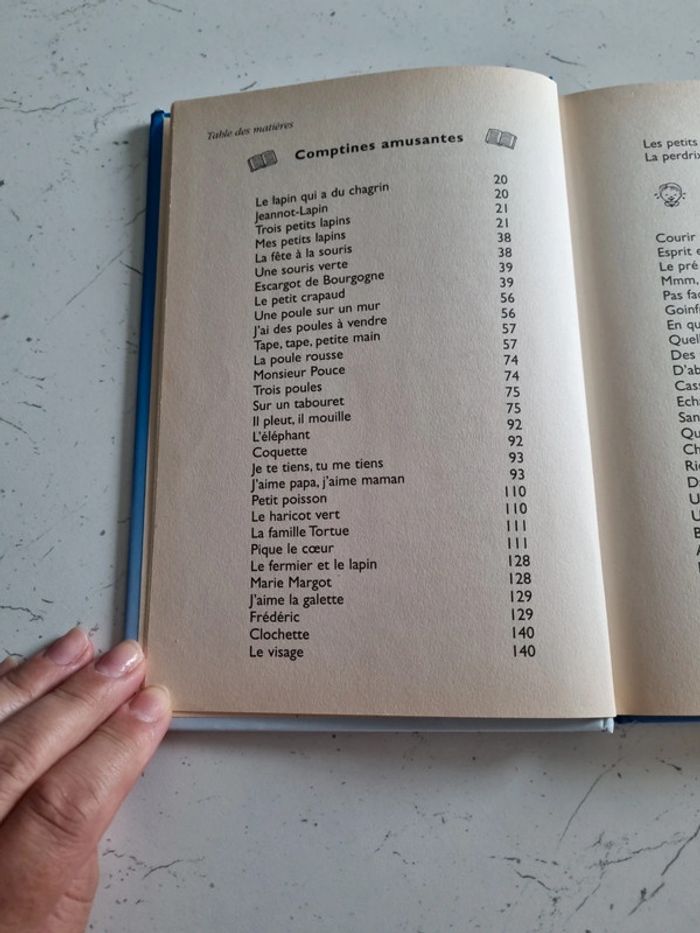 Table des matières
Comptines amusantes
Le lapin qui a du chagrin 20
Jeannot-Lapin 20
Trois petits lapins 21
Mes petits lapins 21
La fête à la souris 38
Une souris verte 38
Escargot de Bourgogne 39
Le petit crapaud 39
Une poule sur un mur 56
J'ai des poules à vendre 56
Tape, tape, petite main 57
La poule rousse 57
Monsieur Pouce 74
Trois poules 74
Sur un tabouret 75
Il pleut, il mouille 75
L'éléphant 92
Coquette 92
Je te tiens, tu me tiens 93
J'aime papa, j'aime maman 93
Petit poisson 110
Le haricot vert 110
La famille Tortue 111
Pique le cœur 111
Le fermier et le lapin 128
Marie Margot 128
J'aime la galette 129
Frédéric 129
Clochette 140
Le visage 140
Les petits
La perdrix
Courir
Esprit
Le pré
Mmm,
Pas
En
Des